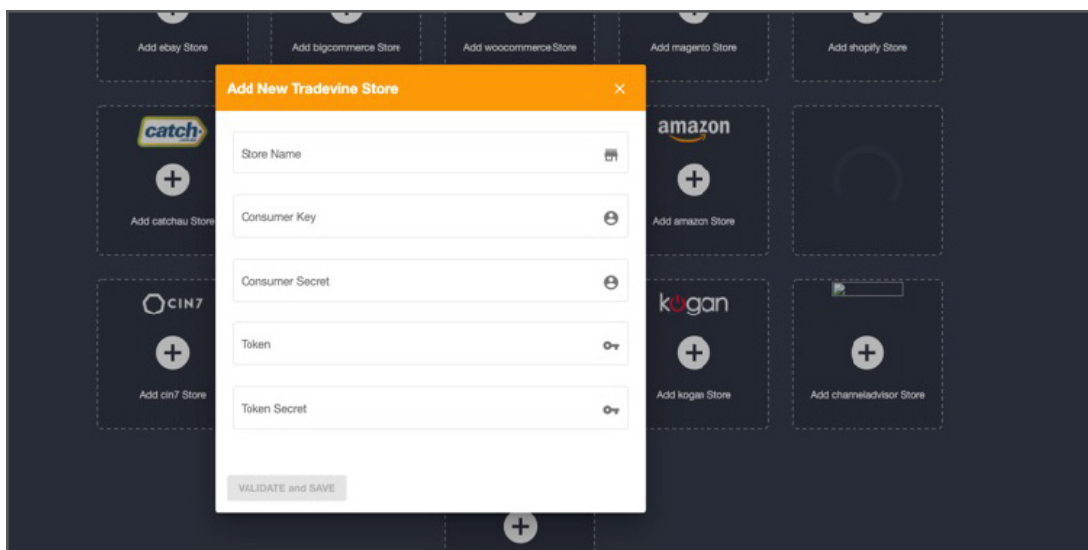 Add ebay Store
Add bigcommerce Store
Add woocommerce Store
Add magento Store
Add shopify Store
Add New Tradevine Store
catch
amazon
Store Name
Add catchau Store
Consumer Key
Add amazon Store
Consumer Secret
CIN7
kogan
Token
Add cin7 Store
Add kogan Store
Add channeladvisor Store
Token Secret
VALIDATE and SAVE